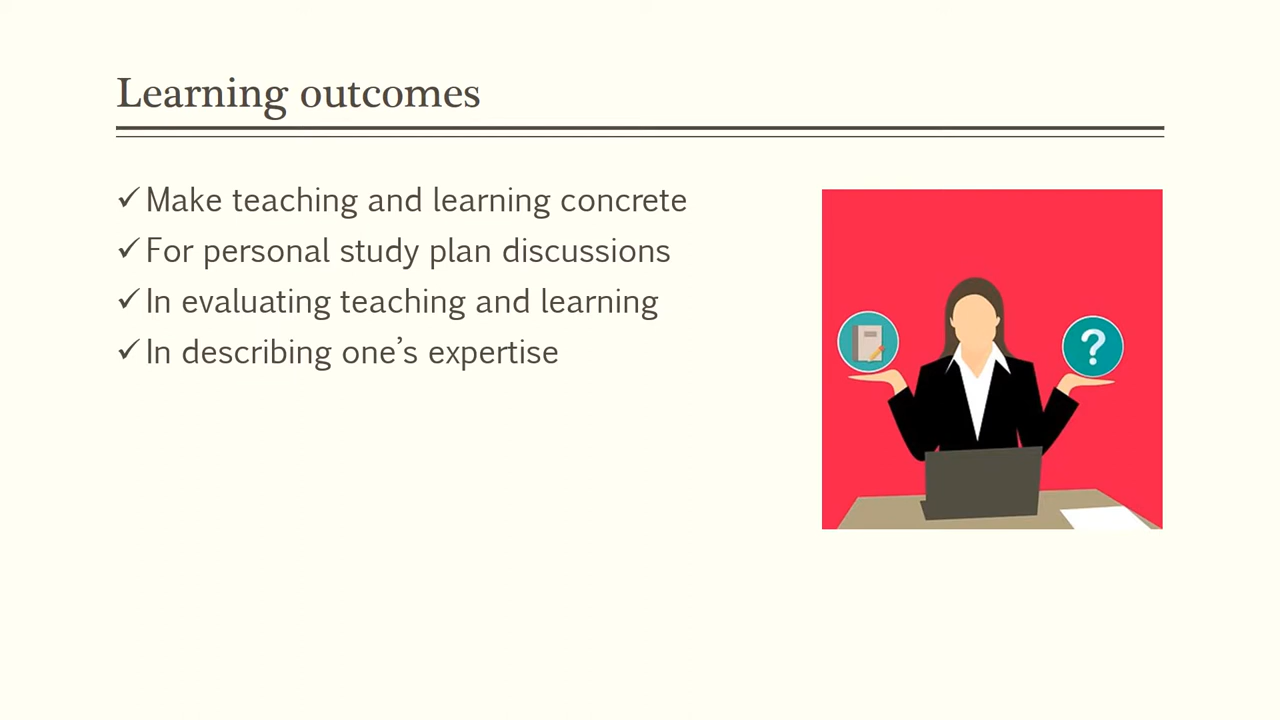 Learning outcomes
✓Make teaching and learning concrete
✓For personal study plan discussions
✓In evaluating teaching and learning
✓In describing one’s expertise
?